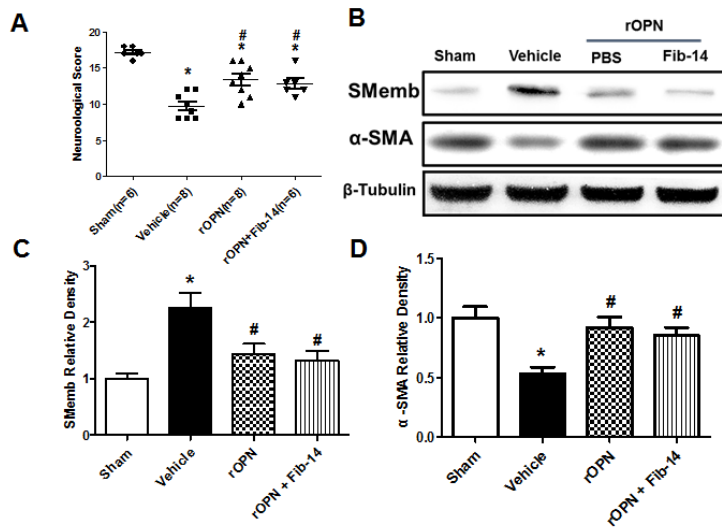 A
Neuroological Score
20
15
10
5
0
*
#
*
#
*
Sham(n=6)
Vehicle(n=8)
rOPN(n=8)
rOPN+Fib-14(n=6)
B
rOPN
Sham Vehicle PBS Fib-14
SMemb
α-SMA
β-Tubulin
C
SMemb Relative Density
3
2
1
0
*
#
#
Sham
Vehicle
rOPN
rOPN + Fib-14
D
α -SMA Relative Density
1.5
1.0
0.5
0.0
*
#
#
Sham
Vehicle
rOPN
rOPN + Fib-14